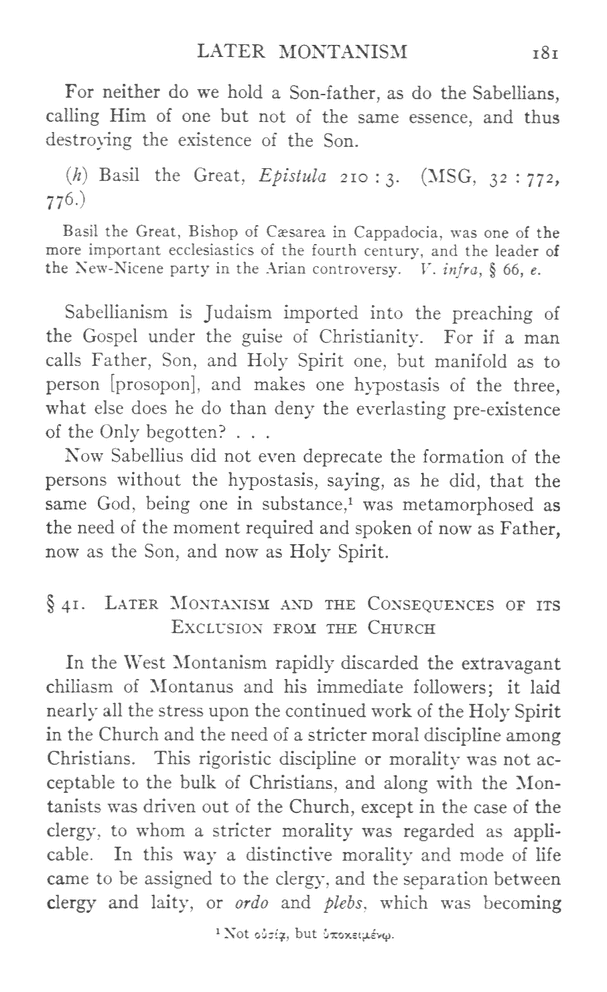 LATER MONTANISM 181
For neither do we hold a Son-father, as do the Sabellians,
calling Him of one but not of the same essence, and thus
destroying the existence of the Son.
(h) Basil the Great, Epistula 210 : 3. (MSG, 32 : 772,
776.)
Basil the Great, Bishop of Cæsarea in Cappadocia, was one of the
more important ecclesiastics of the fourth century, and the leader of
the New-Nicene party in the Arian controversy. V. infra, § 66, e.
Sabellianism is Judaism imported into the preaching of
the Gospel under the guise of Christianity. For if a man
calls Father, Son, and Holy Spirit one, but manifold as to
person [prosopon], and makes one hypostasis of the three,
what else does he do than deny the everlasting pre-existence
of the Only begotten? . . .
Now Sabellius did not even deprecate the formation of the
persons without the hypostasis, saying, as he did, that the
same God, being one in substance,¹ was metamorphosed as
the need of the moment required and spoken of now as Father,
now as the Son, and now as Holy Spirit.
§ 41. LATER MONTANISM AND THE CONSEQUENCES OF ITS
EXCLUSION FROM THE CHURCH
In the West Montanism rapidly discarded the extravagant
chiliasm of Montanus and his immediate followers; it laid
nearly all the stress upon the continued work of the Holy Spirit
in the Church and the need of a stricter moral discipline among
Christians. This rigoristic discipline or morality was not ac-
ceptable to the bulk of Christians, and along with the Mon-
tanists was driven out of the Church, except in the case of the
clergy, to whom a stricter morality was regarded as appli-
cable. In this way a distinctive morality and mode of life
came to be assigned to the clergy, and the separation between
clergy and laity, or ordo and plebs, which was becoming
¹ Not οὐσίᾳ, but ὑποκειμένῳ.